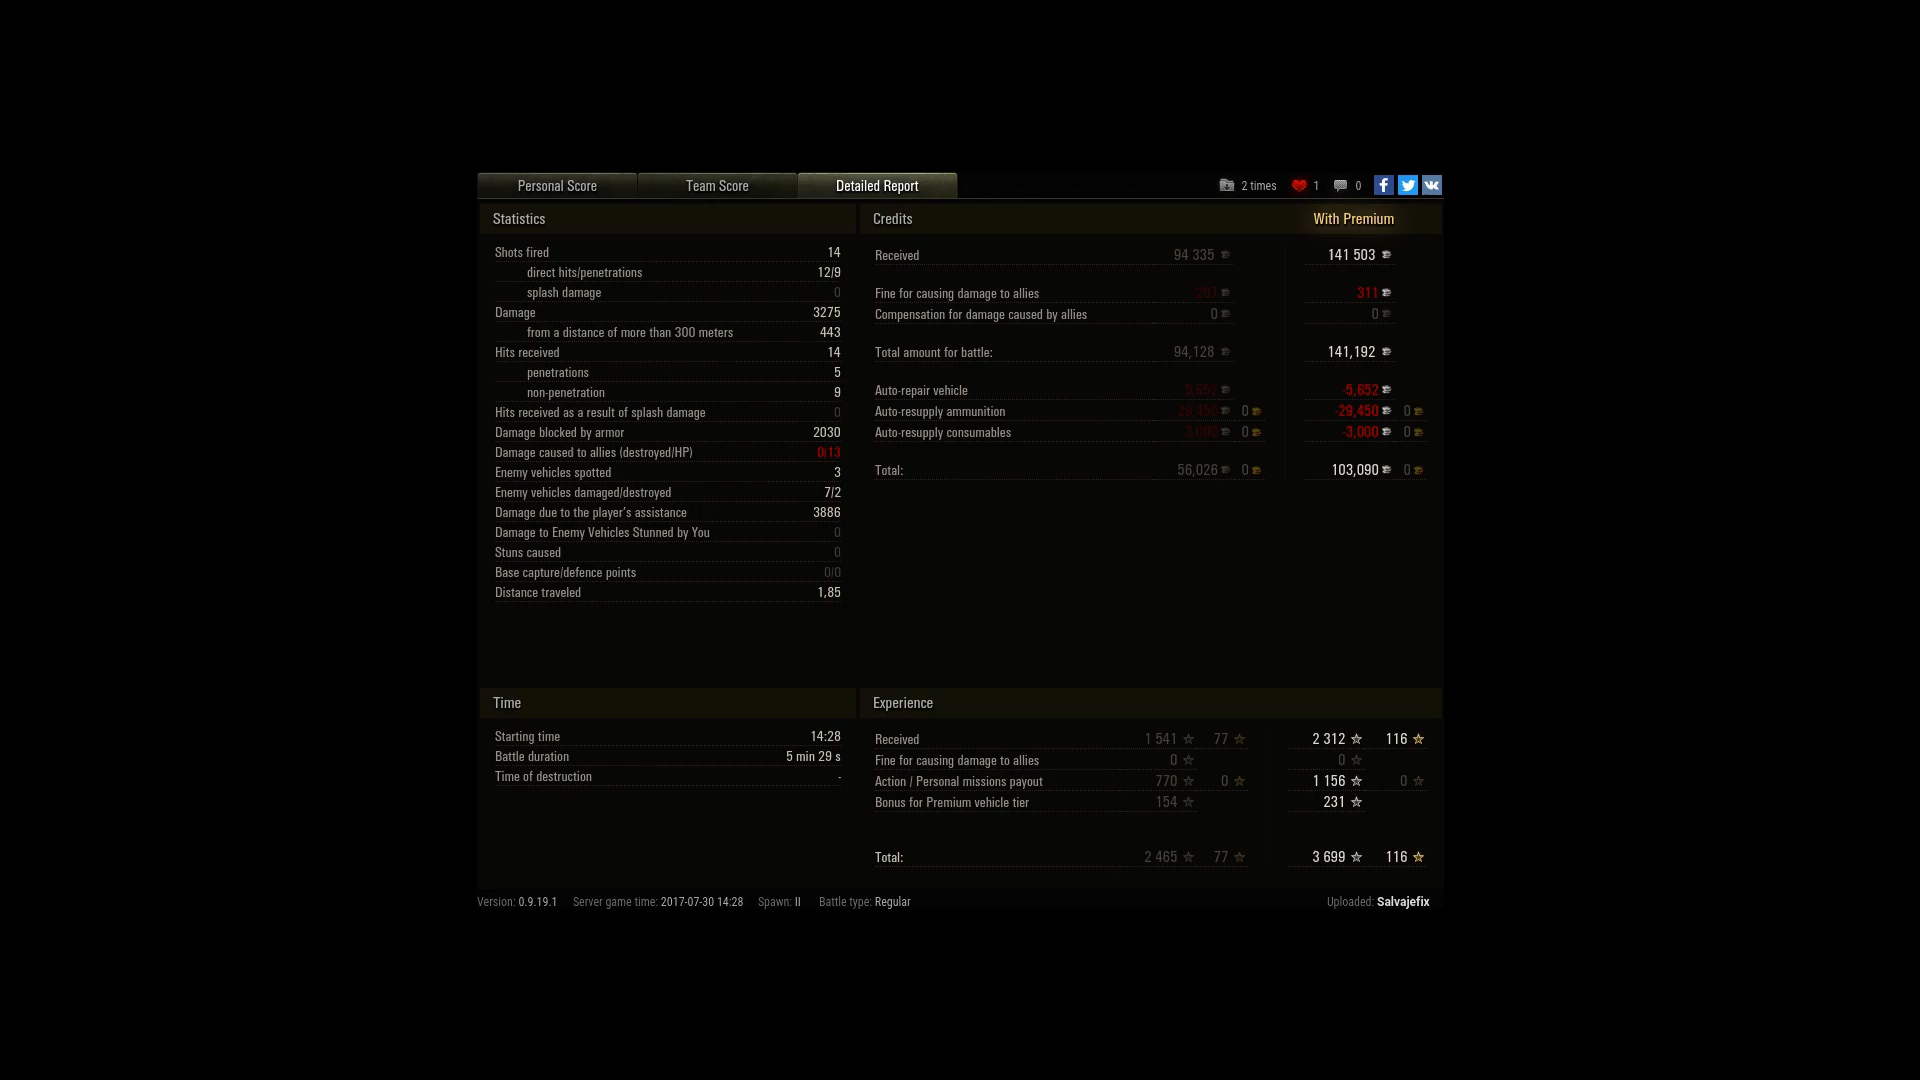 Personal Score Team Score Detailed Report 2 times 1 0
Statistics
Shots fired 14
direct hits/penetrations 12/9
splash damage 0
Damage 3275
from a distance of more than 300 meters 443
Hits received 14
penetrations 5
non-penetration 9
Hits received as a result of splash damage 0
Damage blocked by armor 2030
Damage caused to allies (destroyed/HP) 0/13
Enemy vehicles spotted 3
Enemy vehicles damaged/destroyed 7/2
Damage due to the player's assistance 3886
Damage to Enemy Vehicles Stunned by You 0
Stuns caused 0
Base capture/defence points 0/0
Distance traveled 1,85
Credits With Premium
Received 94 335 141 503
Fine for causing damage to allies 207 311
Compensation for damage caused by allies 0 0
Total amount for battle: 94,128 141,192
Auto-repair vehicle -5,652 -5,652
Auto-resupply ammunition -29,450 0 -29,450 0
Auto-resupply consumables -3,000 0 -3,000 0
Total: 56,026 0 103,090 0
Time
Starting time 14:28
Battle duration 5 min 29 s
Time of destruction -
Experience
Received 1 541 77 2 312 116
Fine for causing damage to allies 0 0
Action / Personal missions payout 770 0 1 156 0
Bonus for Premium vehicle tier 154 231
Total: 2 465 77 3 699 116
Version: 0.9.19.1 Server game time: 2017-07-30 14:28 Spawn: II Battle type: Regular Uploaded: Salvajefix